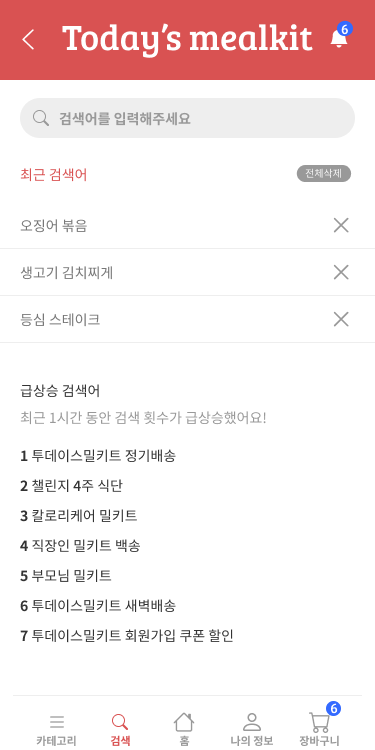 Today's mealkit
6
검색어를 입력해주세요
최근 검색어
전체삭제
오징어 볶음
생고기 김치찌게
등심 스테이크
급상승 검색어
최근 1시간 동안 검색 횟수가 급상승했어요!
1 투데이스밀키트 정기배송
2 챌린지 4주 식단
3 칼로리케어 밀키트
4 직장인 밀키트 백송
5 부모님 밀키트
6 투데이스밀키트 새벽배송
7 투데이스밀키트 회원가입 쿠폰 할인
6
카테고리
검색
홈
나의 정보
장바구니